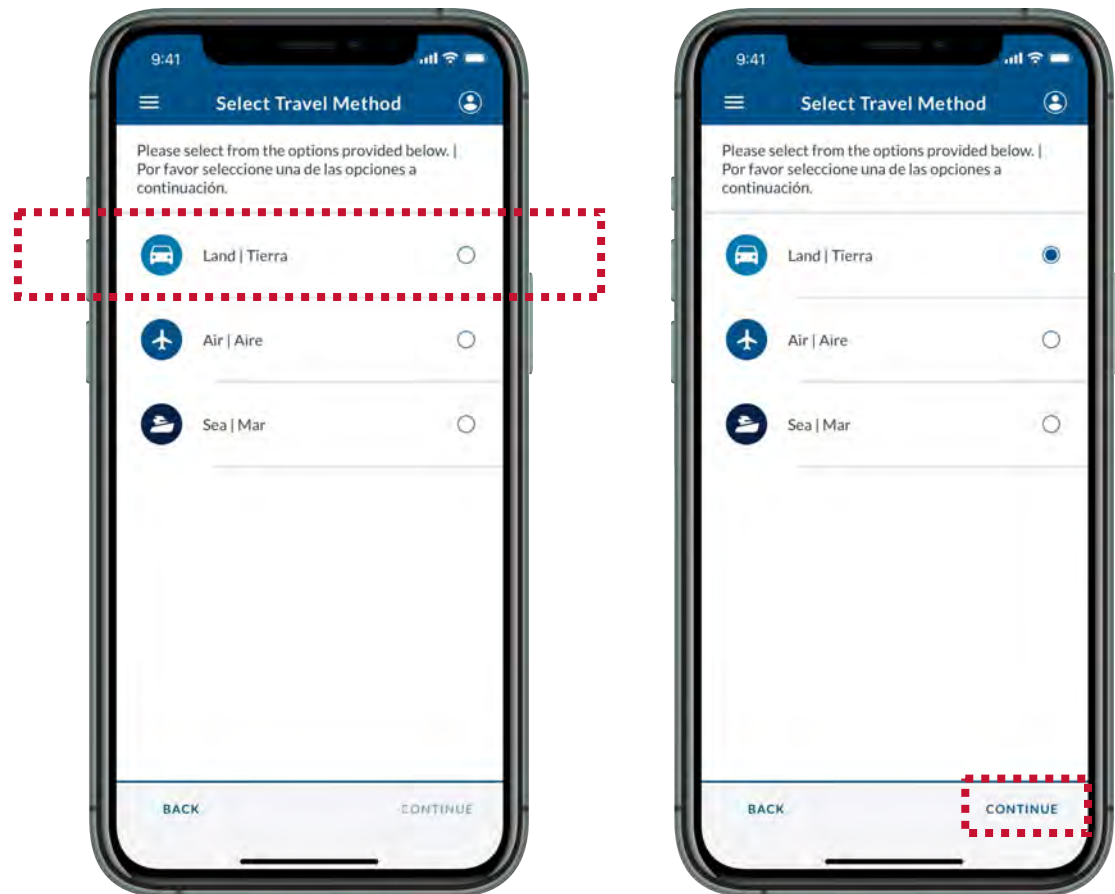 9:41
Select Travel Method
Please select from the options provided below. |
Por favor seleccione una de las opciones a
continuación.
Land | Tierra
Air | Aire
Sea | Mar
BACK
CONTINUE
9:41
Select Travel Method
Please select from the options provided below. |
Por favor seleccione una de las opciones a
continuación.
Land | Tierra
Air | Aire
Sea | Mar
BACK
CONTINUE